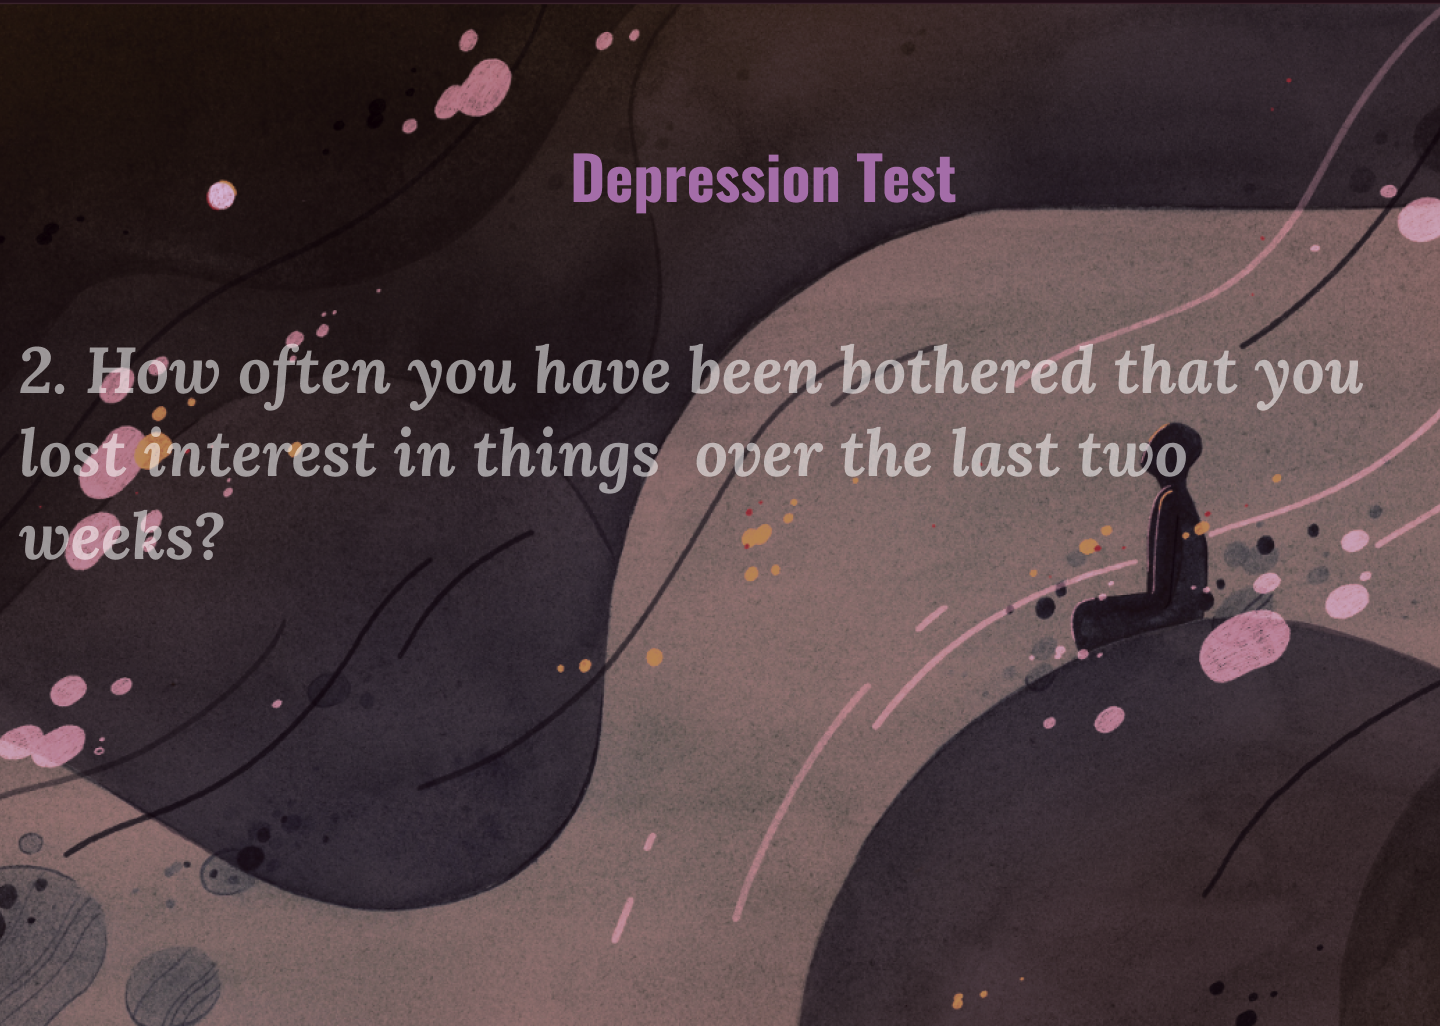 Depression Test
2. How often you have been bothered that you
lost interest in things  over the last two
weeks?